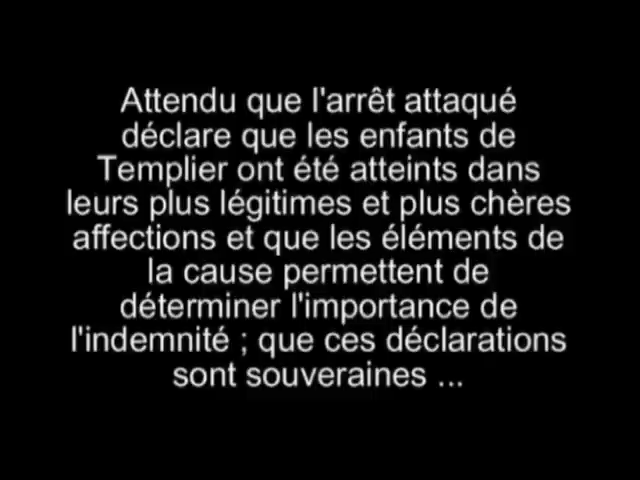 Attendu que l'arrêt attaqué
déclare que les enfants de
Templier ont été atteints dans
leurs plus légitimes et plus chères
affections et que les éléments de
la cause permettent de
déterminer l'importance de
l'indemnité ; que ces déclarations
sont souveraines ...